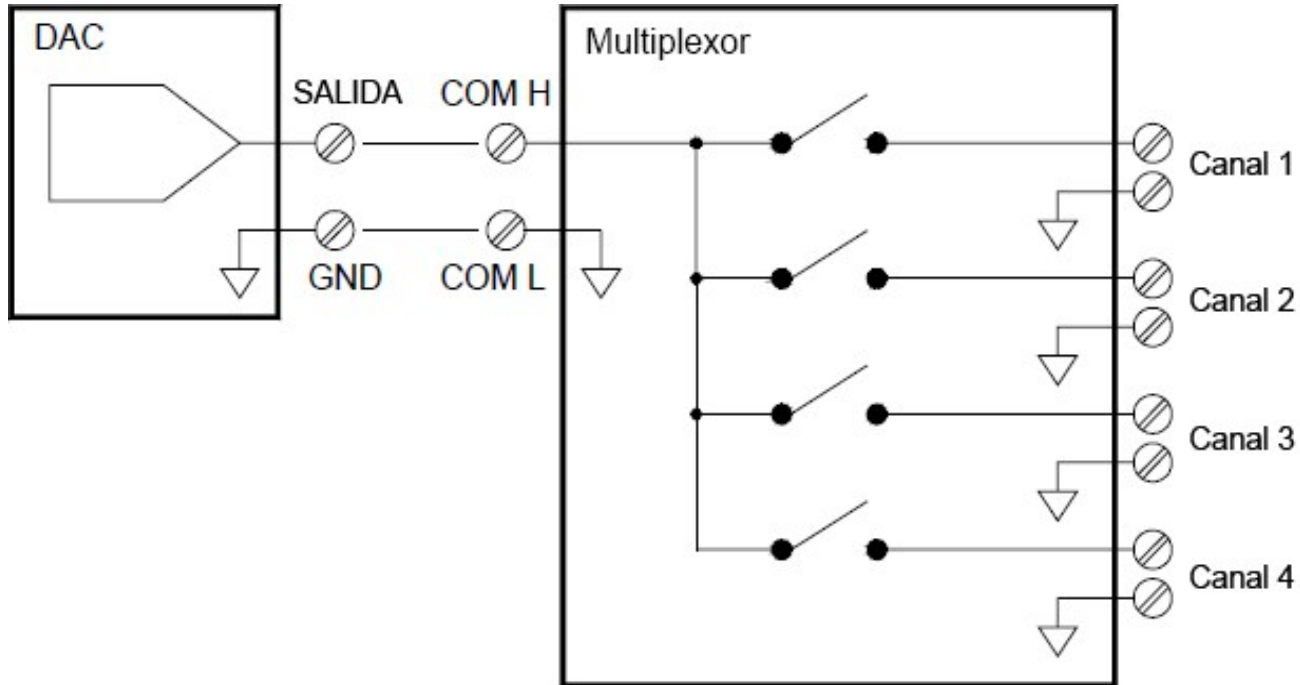 DAC
Multiplexor
SALIDA
COM H
GND
COM L
Canal 1
Canal 2
Canal 3
Canal 4